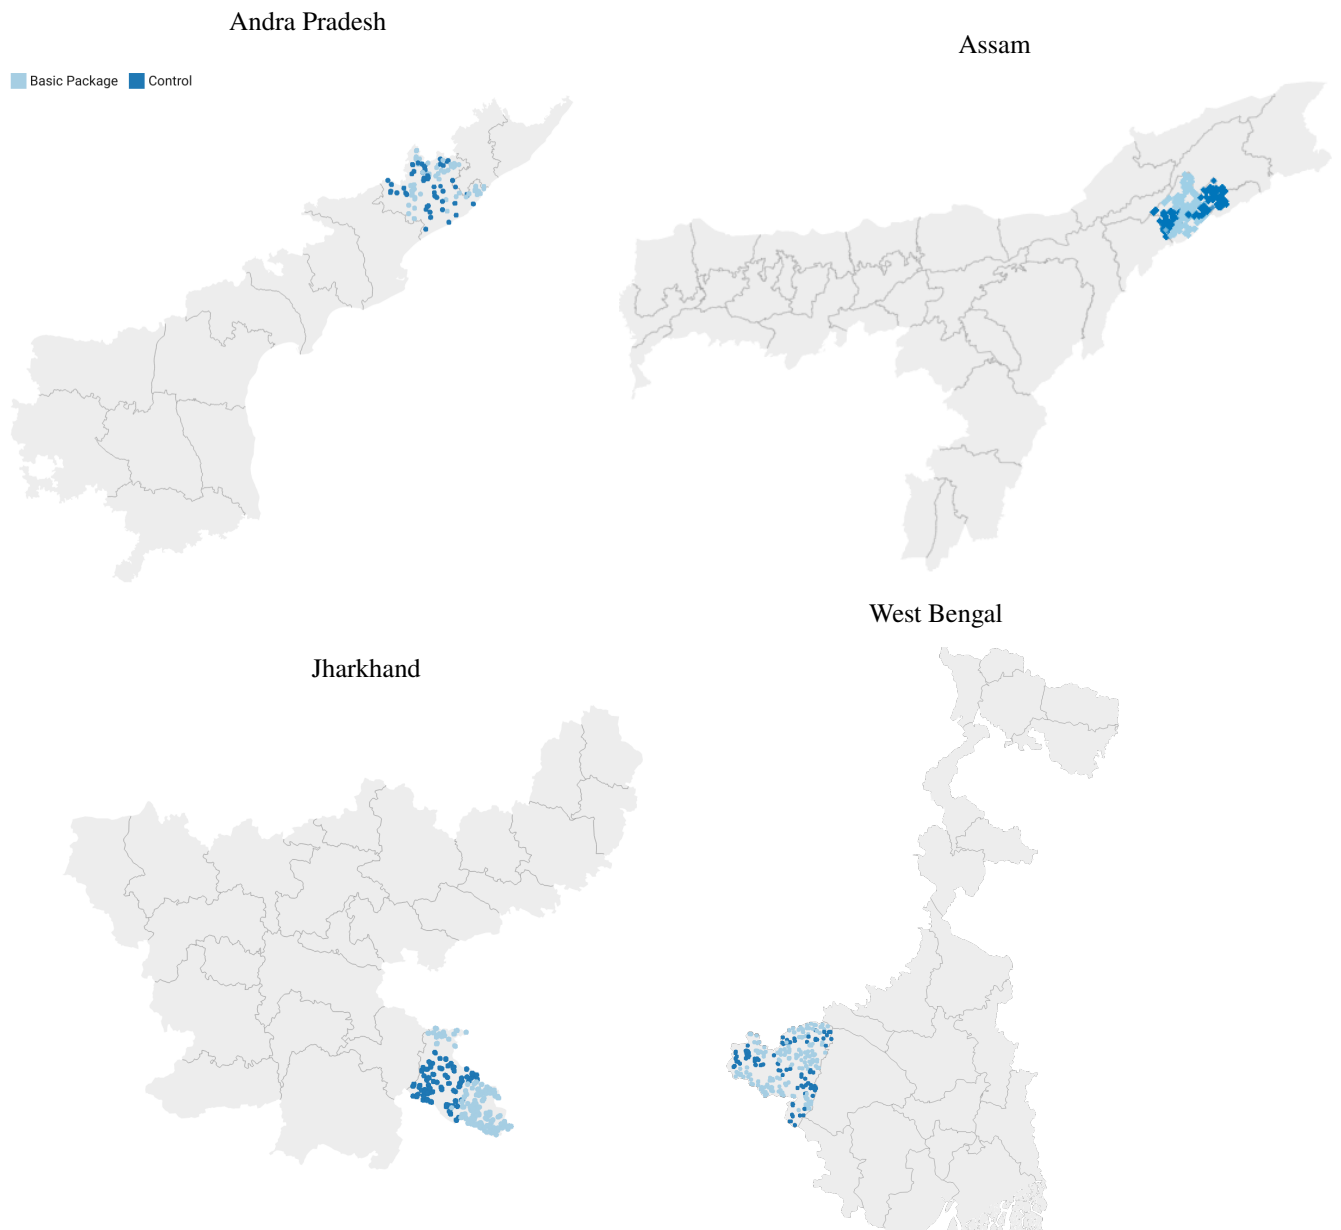 Andra Pradesh
Assam
Basic Package Control
West Bengal
Jharkhand